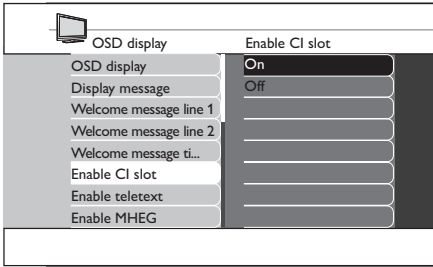 OSD display
Enable CI slot
OSD display
On
Display message
Off
Welcome message line 1
Welcome message line 2
Welcome message ti...
Enable CI slot
Enable teletext
Enable MHEG